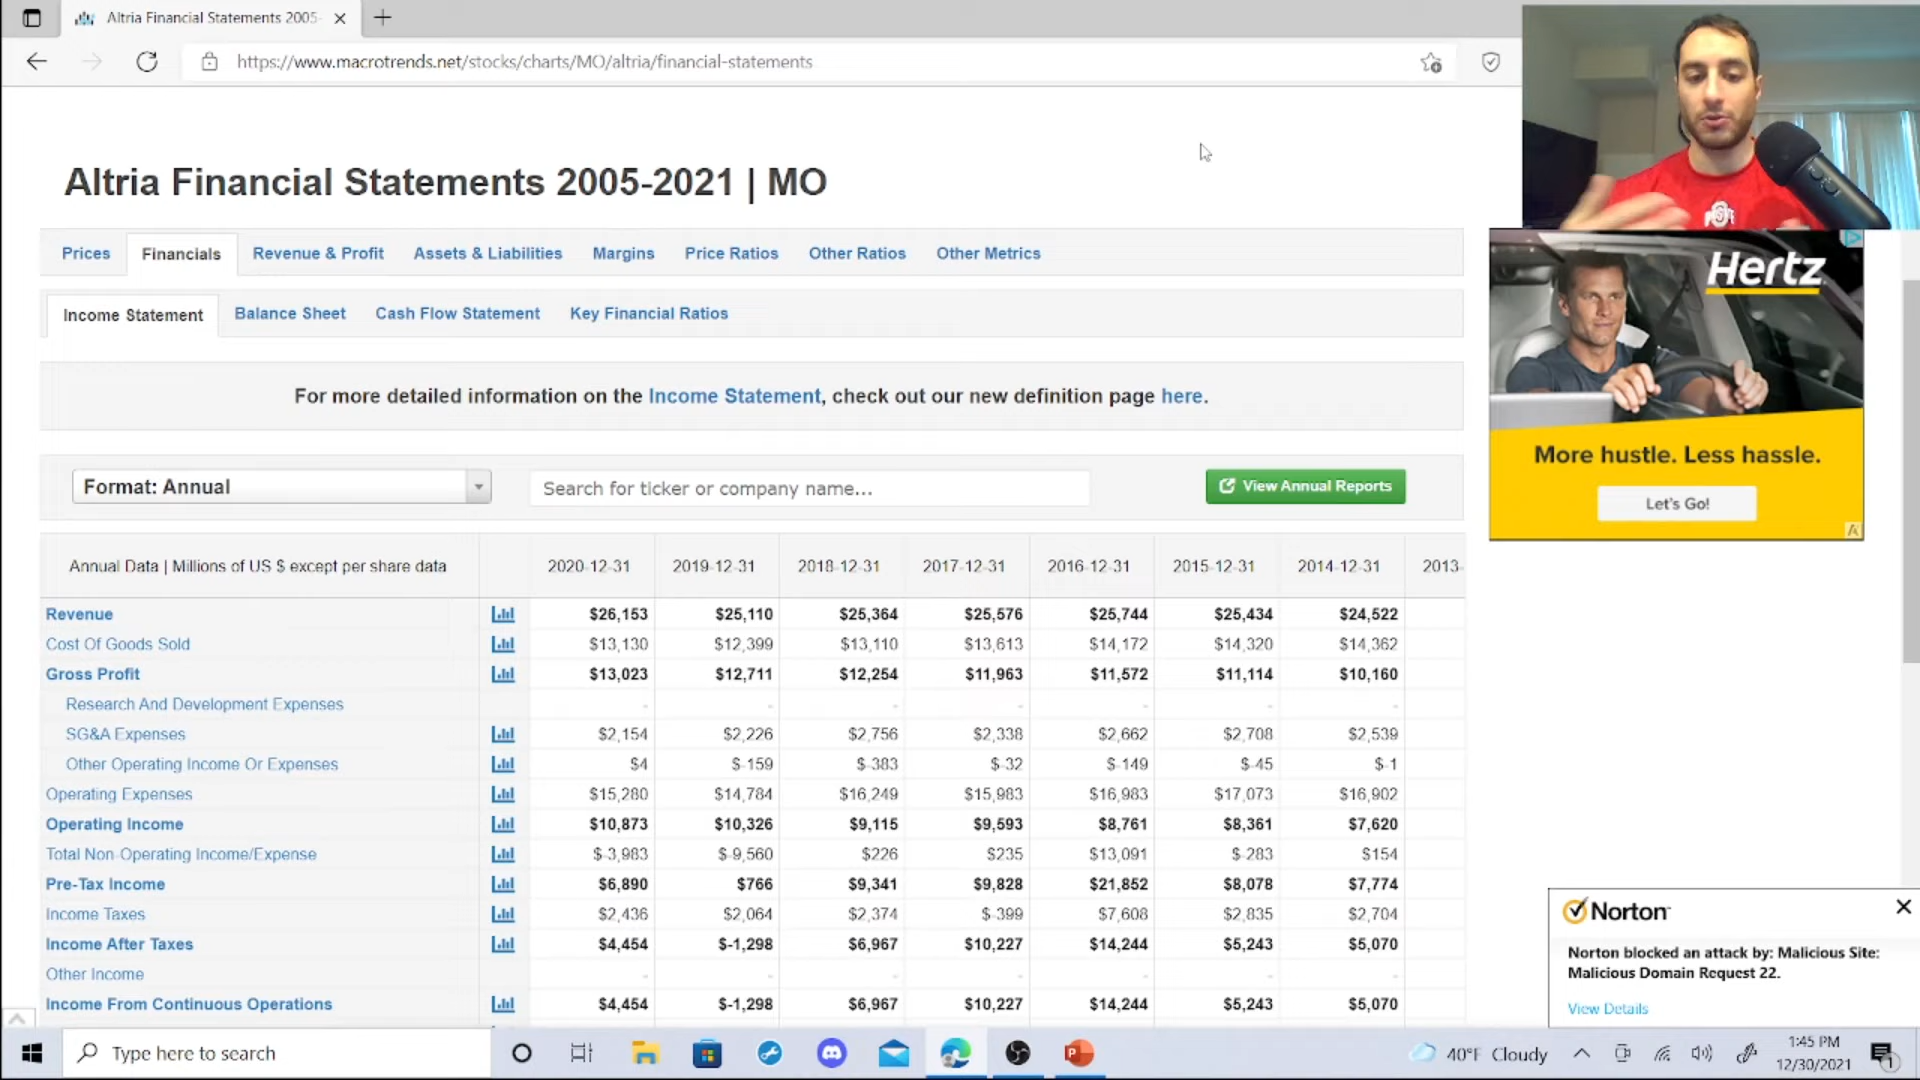 Altria Financial Statements 2005-
https://www.macrotrends.net/stocks/charts/MO/altria/financial-statements
Altria Financial Statements 2005-2021 | MO
Prices Financials Revenue & Profit Assets & Liabilities Margins Price Ratios Other Ratios Other Metrics
Income Statement Balance Sheet Cash Flow Statement Key Financial Ratios
For more detailed information on the Income Statement, check out our new definition page here.
Format: Annual Search for ticker or company name... View Annual Reports
Annual Data | Millions of US $ except per share data 2020-12-31 2019-12-31 2018-12-31 2017-12-31 2016-12-31 2015-12-31 2014-12-31 2013-
Revenue $26,153 $25,110 $25,364 $25,576 $25,744 $25,434 $24,522
Cost Of Goods Sold $13,130 $12,399 $13,110 $13,613 $14,172 $14,320 $14,362
Gross Profit $13,023 $12,711 $12,254 $11,963 $11,572 $11,114 $10,160
Research And Development Expenses - - - - - - -
SG&A Expenses $2,154 $2,226 $2,756 $2,338 $2,662 $2,708 $2,539
Other Operating Income Or Expenses $4 $-159 $-383 $-32 $-149 $-45 $-1
Operating Expenses $15,280 $14,784 $16,249 $15,983 $16,983 $17,073 $16,902
Operating Income $10,873 $10,326 $9,115 $9,593 $8,761 $8,361 $7,620
Total Non-Operating Income/Expense $-3,983 $-9,560 $226 $235 $13,091 $-283 $154
Pre-Tax Income $6,890 $766 $9,341 $9,828 $21,852 $8,078 $7,774
Income Taxes $2,436 $2,064 $2,374 $-399 $7,608 $2,835 $2,704
Income After Taxes $4,454 $-1,298 $6,967 $10,227 $14,244 $5,243 $5,070
Other Income - - - - - - -
Income From Continuous Operations $4,454 $-1,298 $6,967 $10,227 $14,244 $5,243 $5,070
Hertz
More hustle. Less hassle.
Let's Go!
Norton
Norton blocked an attack by: Malicious Site:
Malicious Domain Request 22.
View Details
Type here to search
40°F Cloudy
1:45 PM
12/30/2021
1